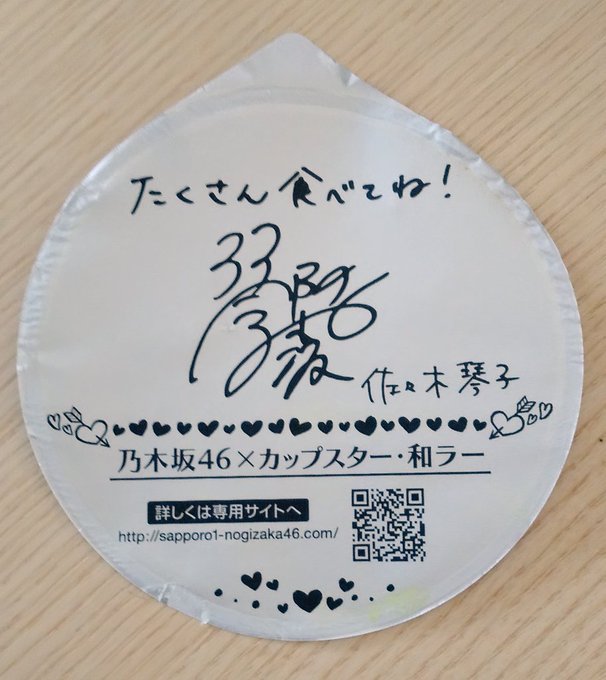 たくさん食べてね！
佐々木琴子
乃木坂46×カップスター・和ラー
詳しくは専用サイトへ
http://sapporo1-nogizaka46.com/